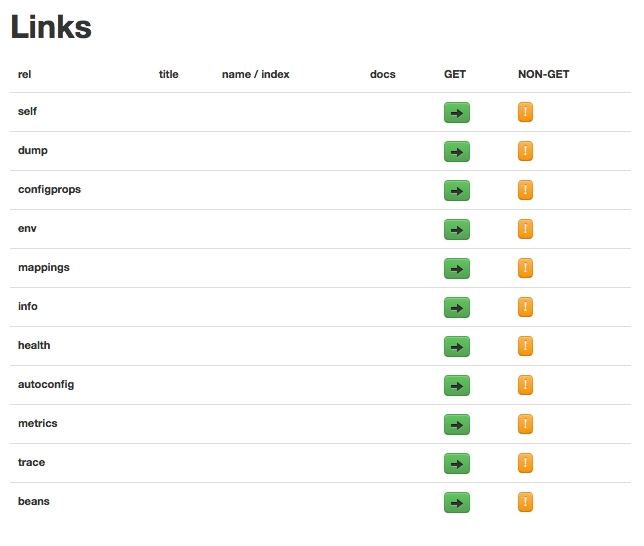 Links
rel title name / index docs GET NON-GET
self !
dump !
configprops !
env !
mappings !
info !
health !
autoconfig !
metrics !
trace !
beans !